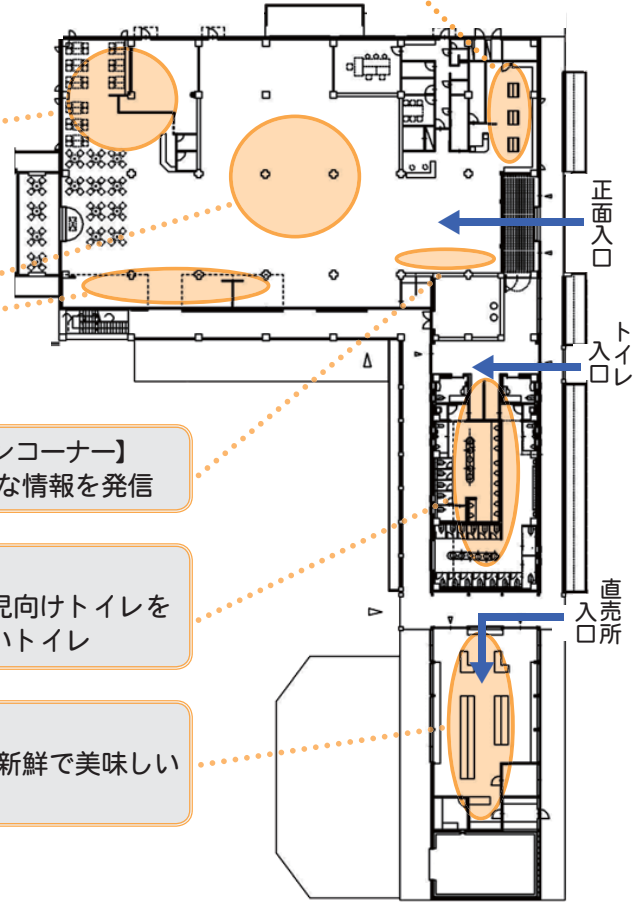 正面入口
トイレ
入口
ンコーナー】
な情報を発信
児向けトイレを
いトイレ
直売所
入口
新鮮で美味しい